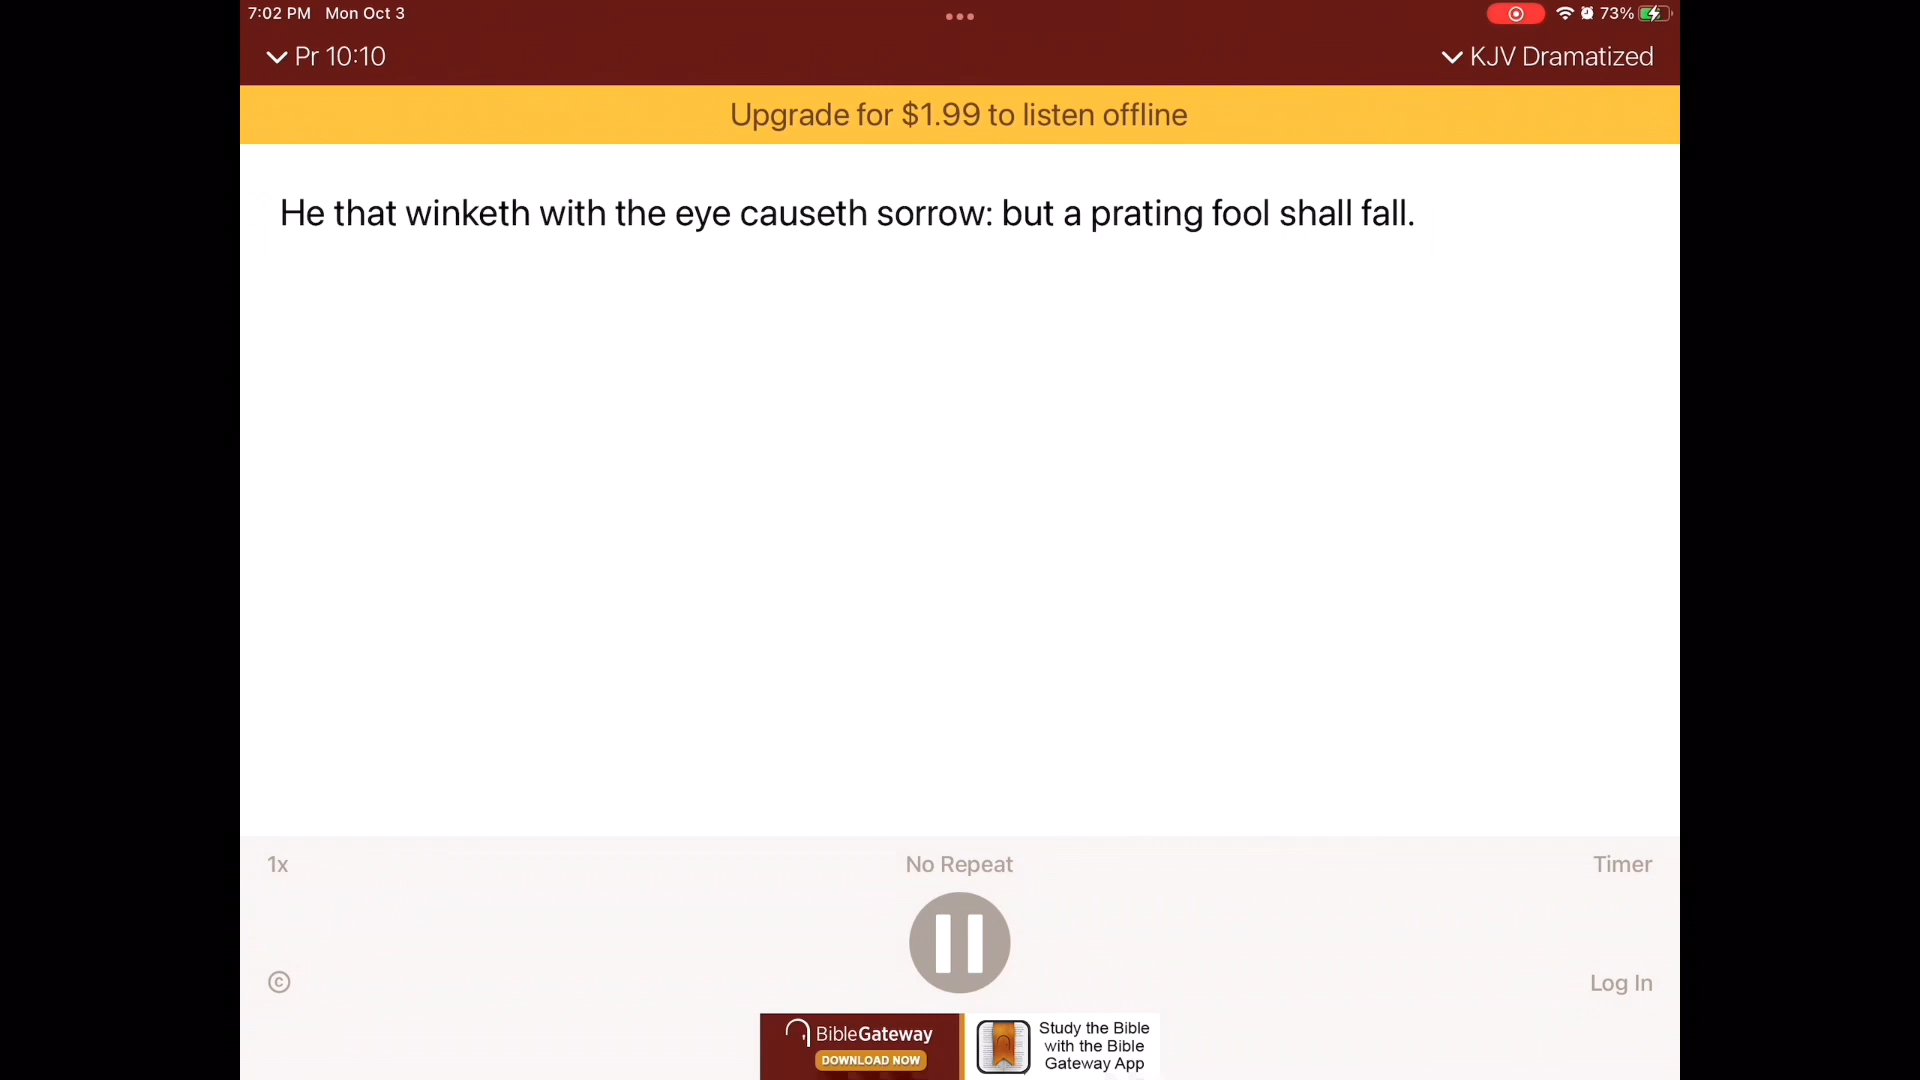 7:02 PM Mon Oct 3
73%
Pr 10:10
KJV Dramatized
Upgrade for $1.99 to listen offline
He that winketh with the eye causeth sorrow: but a prating fool shall fall.
1x
No Repeat
Timer
©
Log In
BibleGateway
DOWNLOAD NOW
Study the Bible
with the Bible
Gateway App